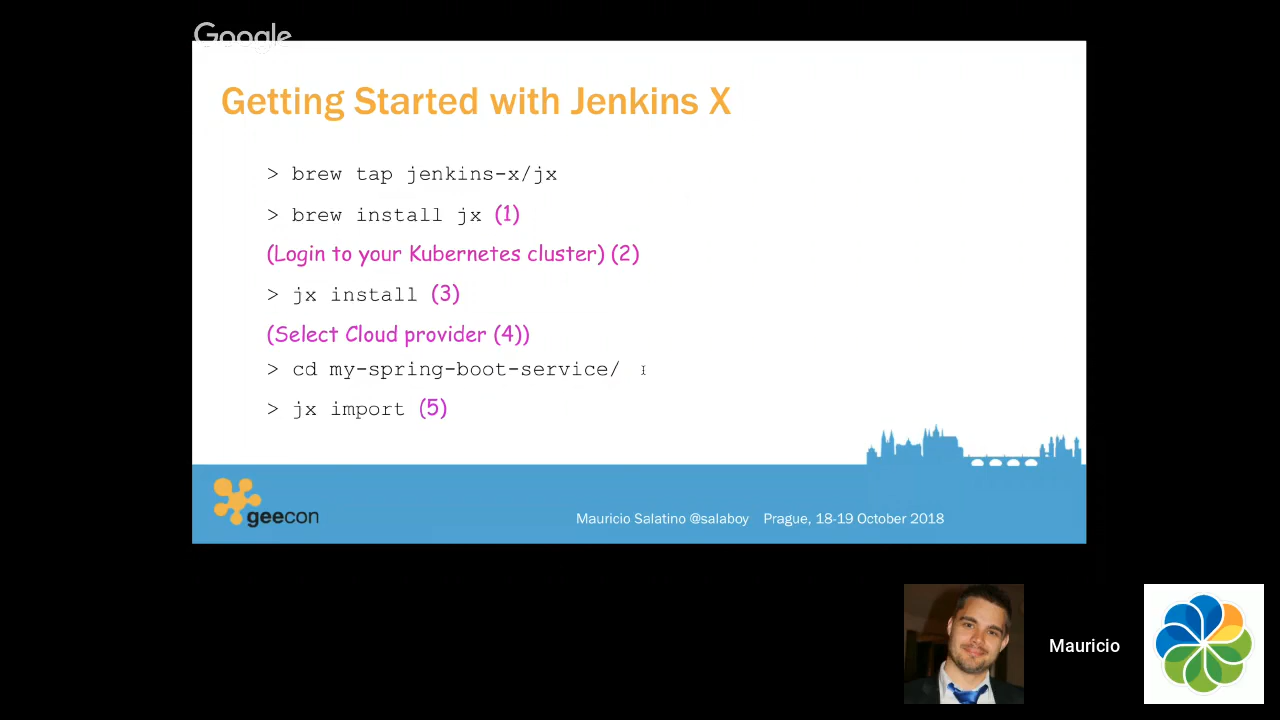 Google
Getting Started with Jenkins X
> brew tap jenkins-x/jx
> brew install jx (1)
(Login to your Kubernetes cluster) (2)
> jx install (3)
(Select Cloud provider (4))
> cd my-spring-boot-service/
> jx import (5)
geecon
Mauricio Salatino @salaboy Prague, 18-19 October 2018
Mauricio